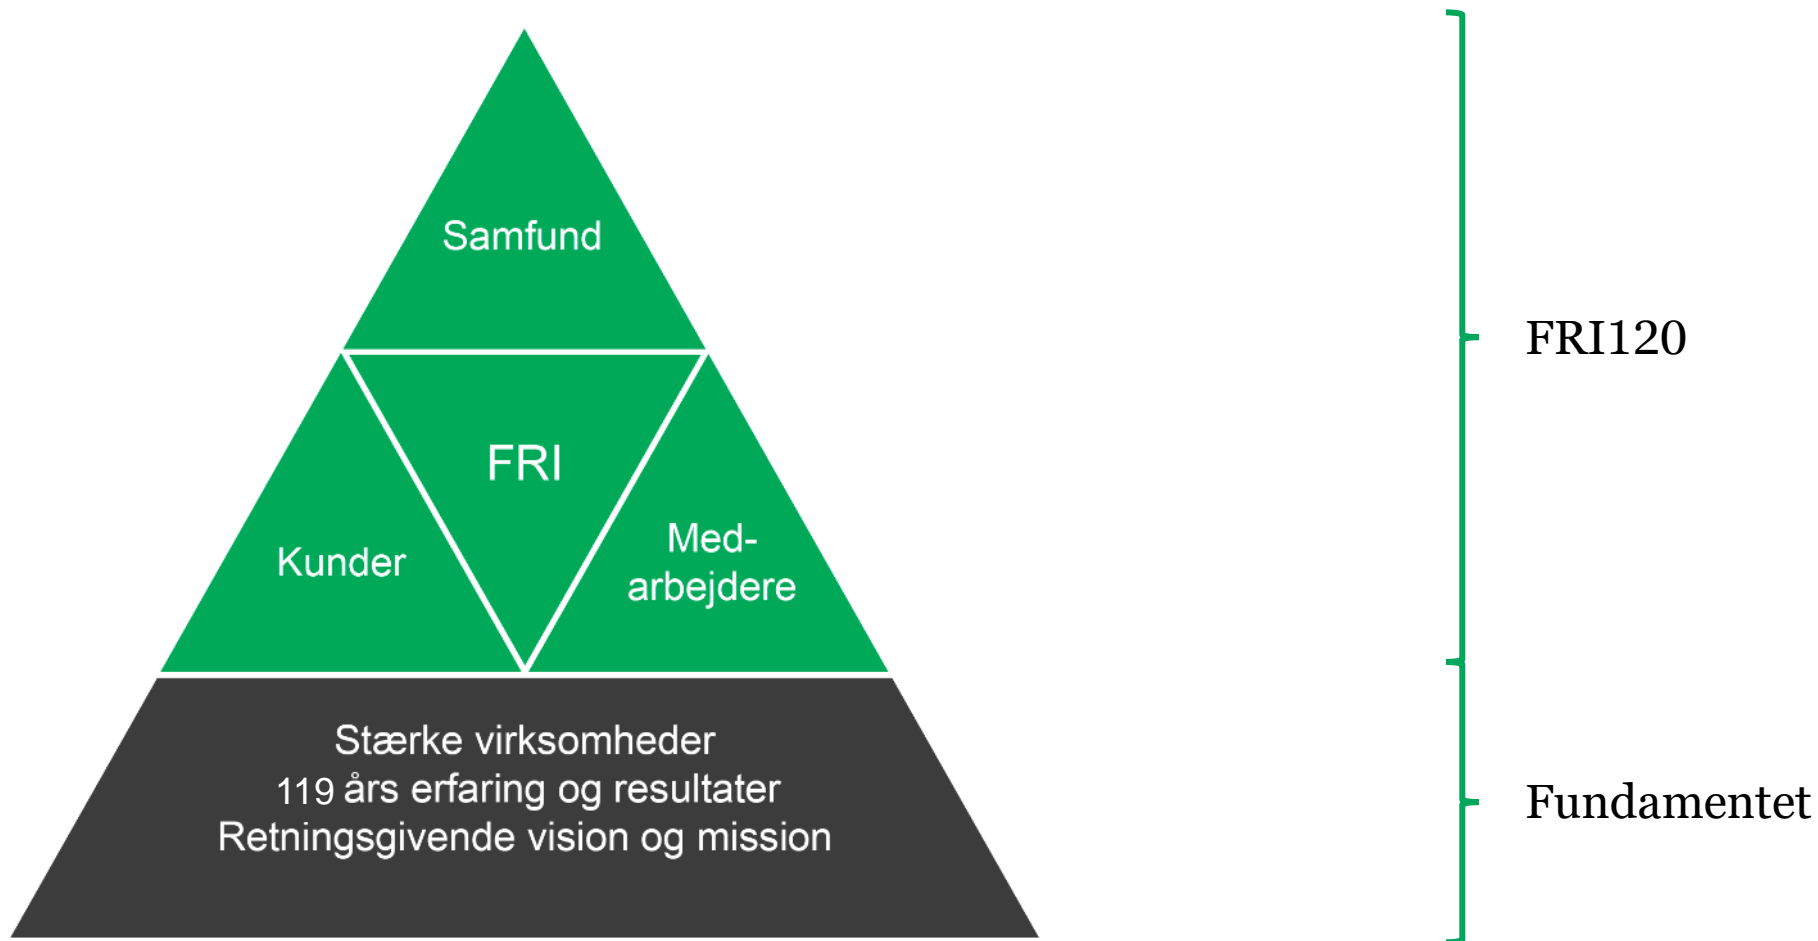 Samfund
FRI
Kunder
Med-
arbejdere
Stærke virksomheder
119 års erfaring og resultater
Retningsgivende vision og mission
FRI120
Fundamentet